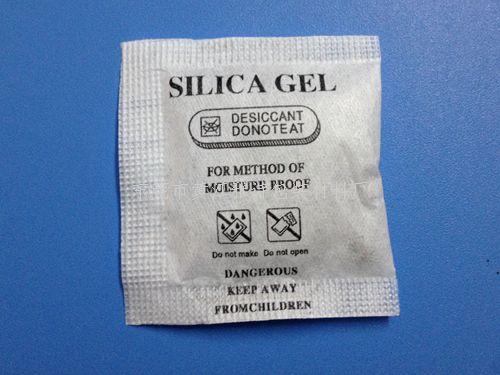 SILICA GEL
DESICCANT
DONOTEAT
FOR METHOD OF
MOISTURE PROOF
Do not make Do not open
DANGEROUS
KEEP AWAY
FROMCHILDREN